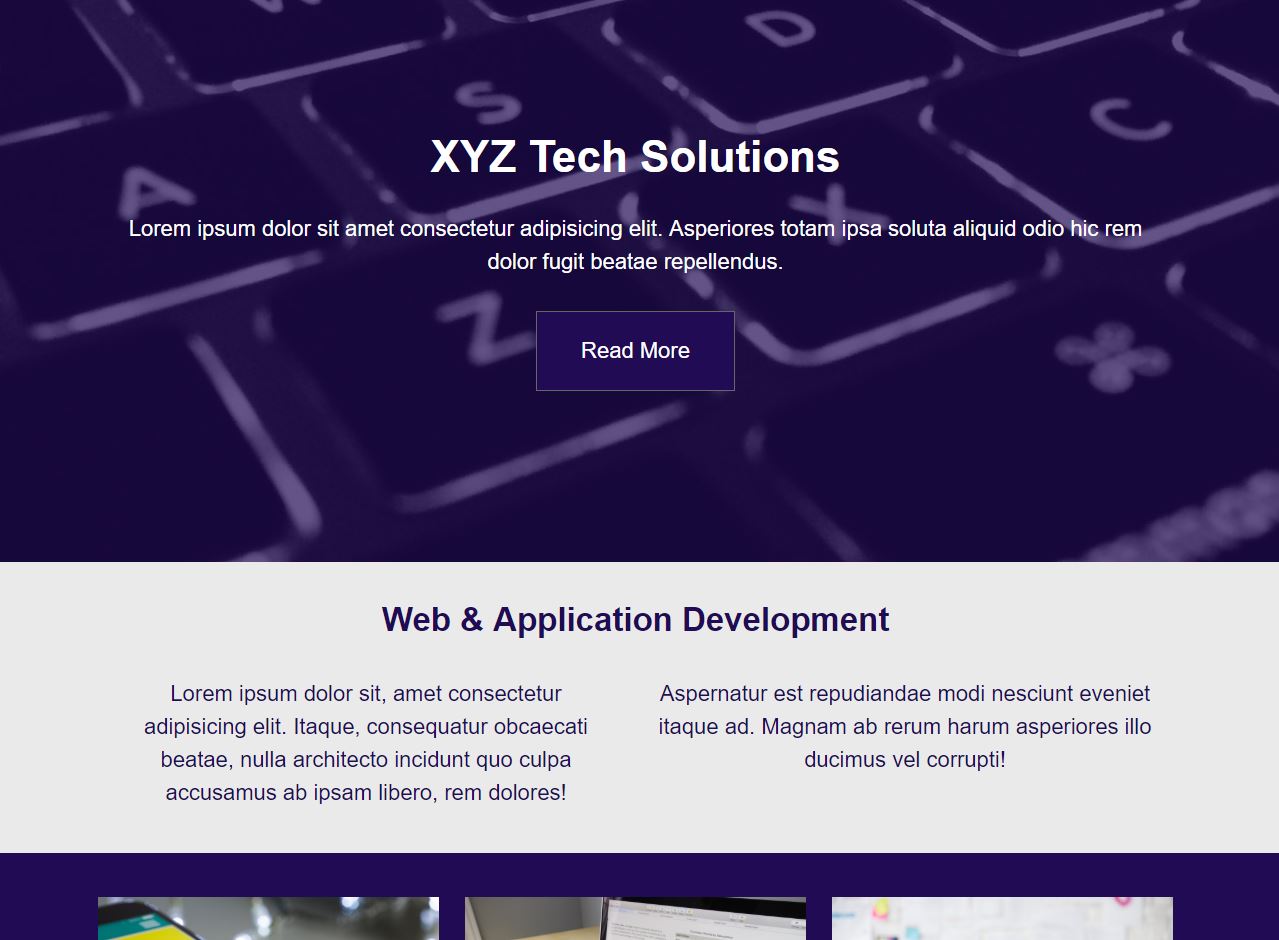 D
S
C
A
XYZ Tech Solutions
X
Lorem ipsum dolor sit amet consectetur adipisicing elit. Asperiores totam ipsa soluta aliquid odio hic rem
dolor fugit beatae repellendus.
Z
Read More
Web & Application Development
Lorem ipsum dolor sit, amet consectetur
adipisicing elit. Itaque, consequatur obcaecati
beatae, nulla architecto incidunt quo culpa
accusamus ab ipsam libero, rem dolores!
Aspernatur est repudiandae modi nesciunt eveniet
itaque ad. Magnam ab rerum harum asperiores illo
ducimus vel corrupti!